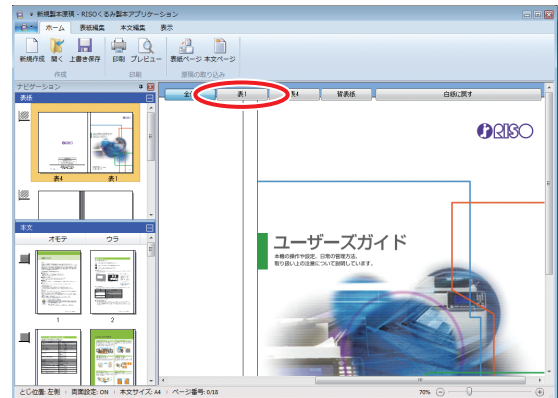 新規製本原稿 - RISOくるみ製本アプリケーション
ホーム 表紙編集 本文編集 表示
新規作成 開く 上書き保存 印刷 プレビュー 表紙ページ 本文ページ
作成 印刷 原稿の取り込み
ナビゲーション
表紙
表4 表1
本文
オモテ ウラ
1 2
表1 表4 背表紙 白紙に戻す
RISO
ユーザーズガイド
本機の操作や設定、日常の管理方法、
取り扱い上の注意について説明しています。
とじ位置: 左側 両面設定: ON 本文サイズ: A4 ページ番号: 0/18 70%